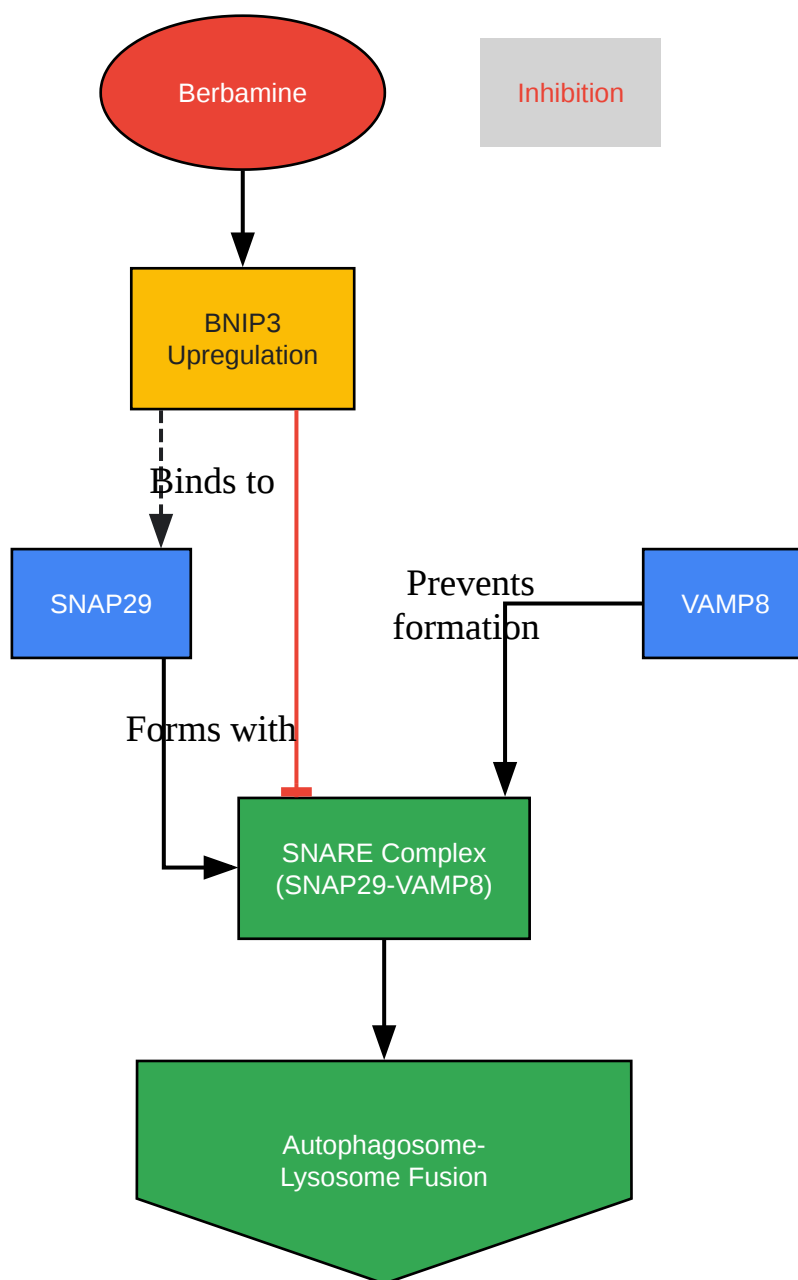 Berbamine
Inhibition
BNIP3
Upregulation
Binds to
SNAP29
Prevents
formation
VAMP8
Forms with
SNARE Complex
(SNAP29-VAMP8)
Autophagosome-
Lysosome Fusion